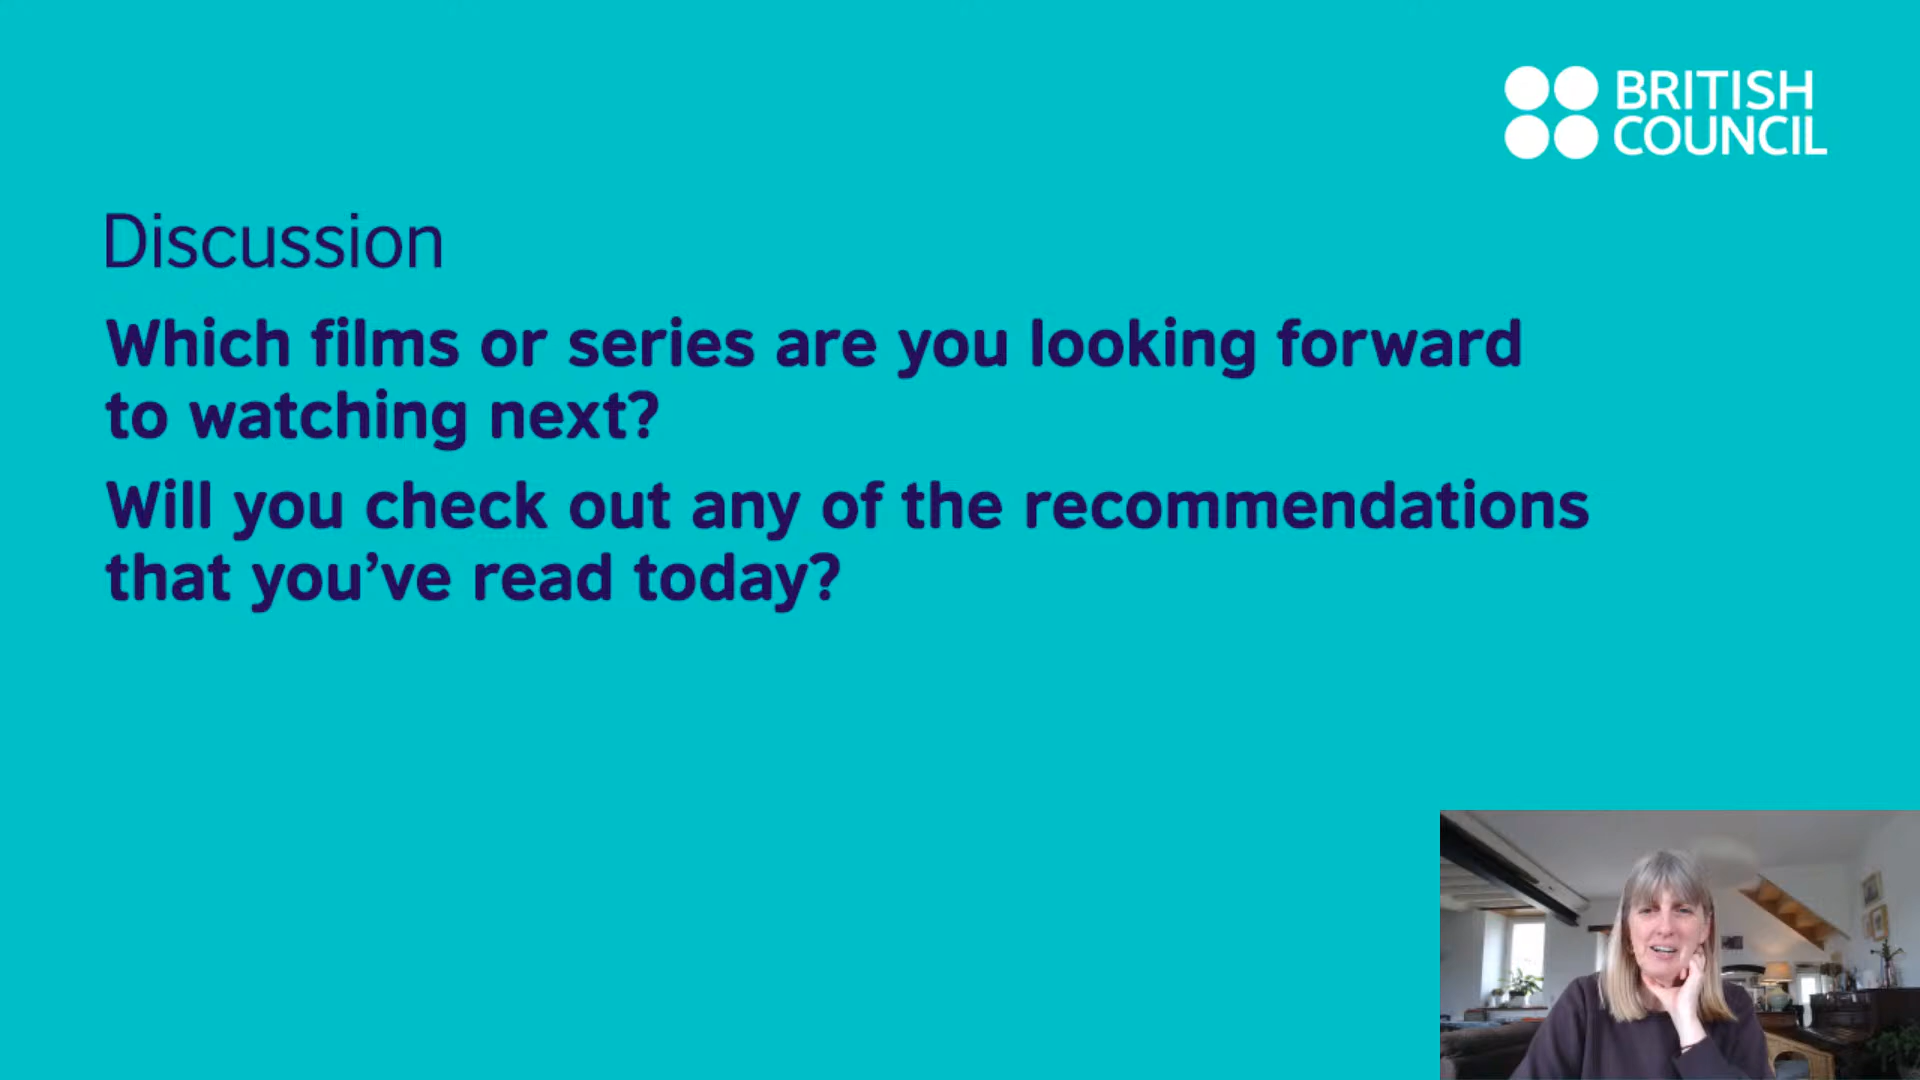 BRITISH
COUNCIL
Discussion
Which films or series are you looking forward
to watching next?
Will you check out any of the recommendations
that you’ve read today?